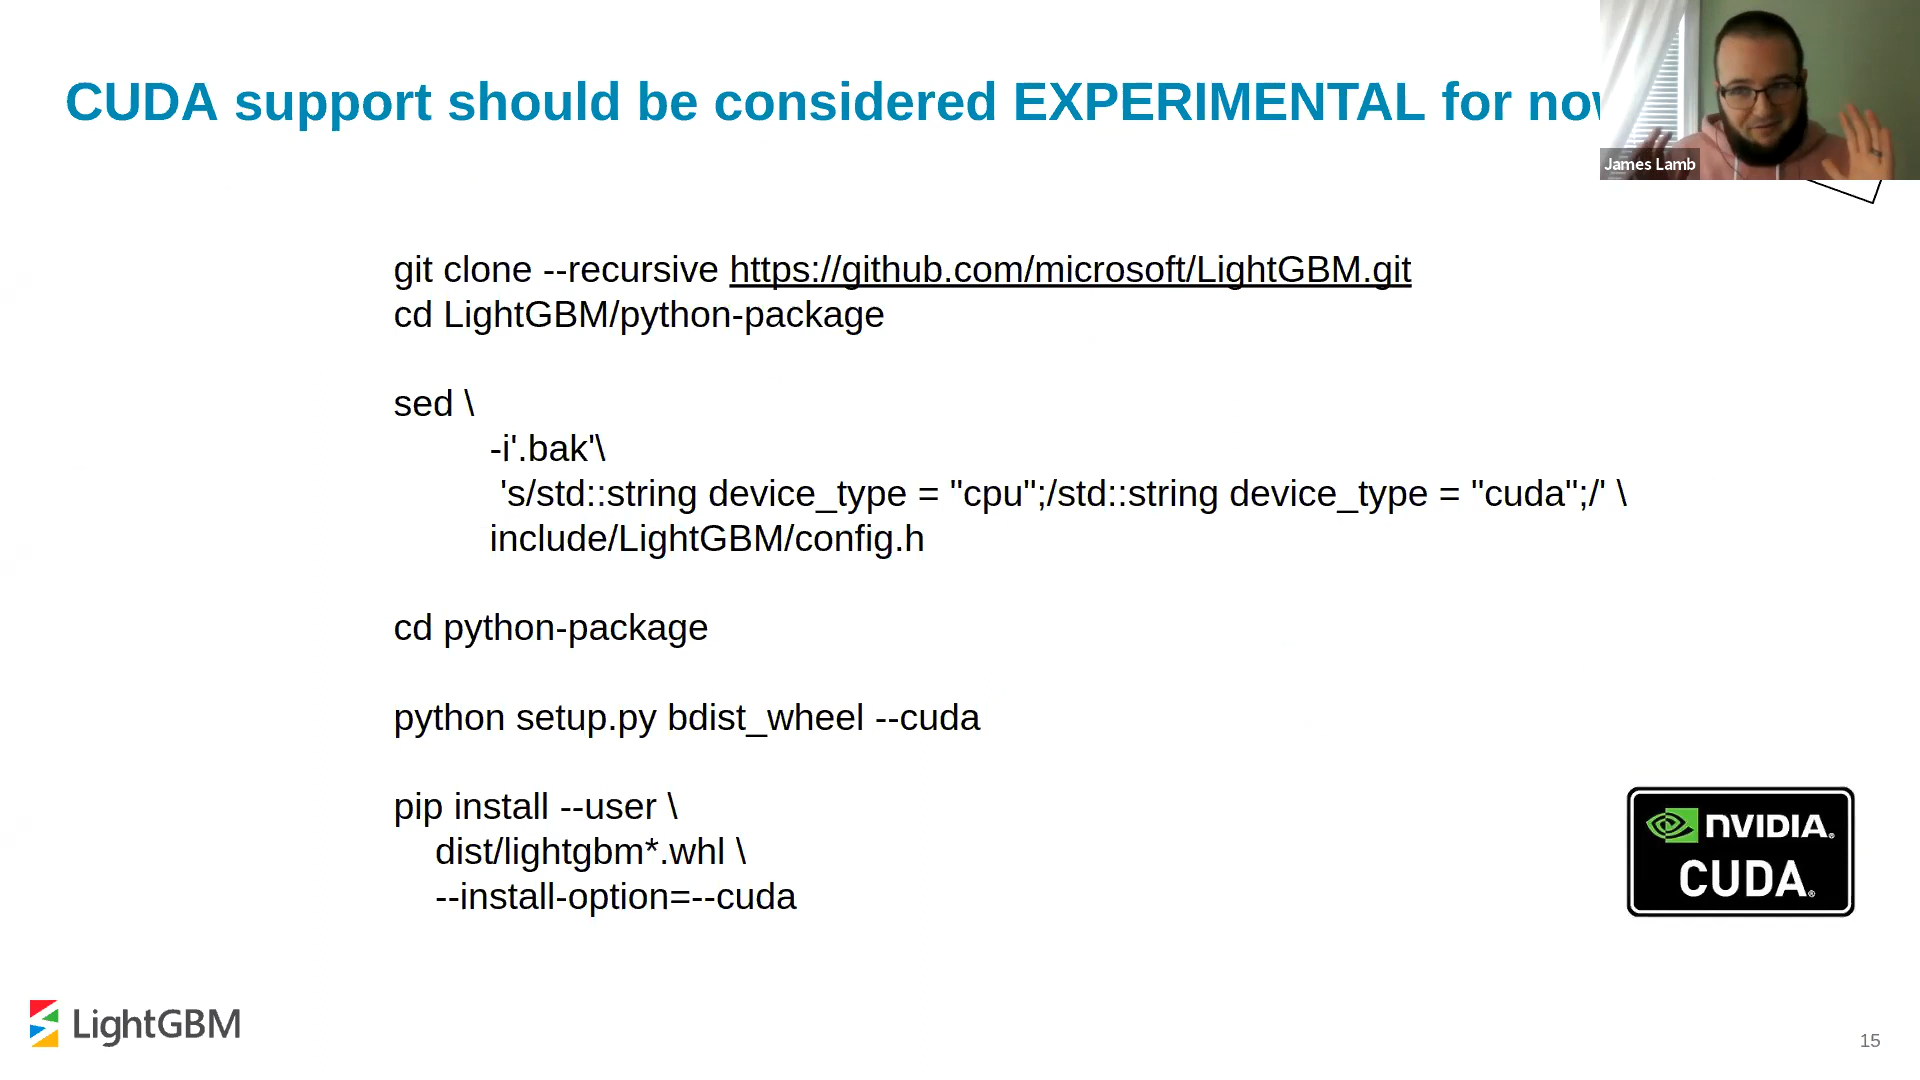 CUDA support should be considered EXPERIMENTAL for
James Lamb
git clone --recursive https://github.com/microsoft/LightGBM.git
cd LightGBM/python-package
sed \
-i'.bak'\
's/std::string device_type = "cpu";/std::string device_type = "cuda";/' \
include/LightGBM/config.h
cd python-package
python setup.py bdist_wheel --cuda
pip install --user \
dist/lightgbm*.whl \
--install-option=--cuda
NVIDIA.
CUDA.
LightGBM
15